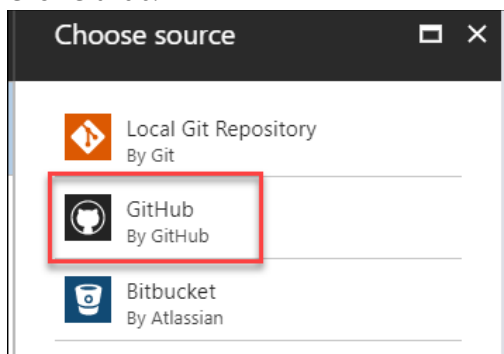 Choose source
Local Git Repository
By Git
GitHub
By GitHub
Bitbucket
By Atlassian